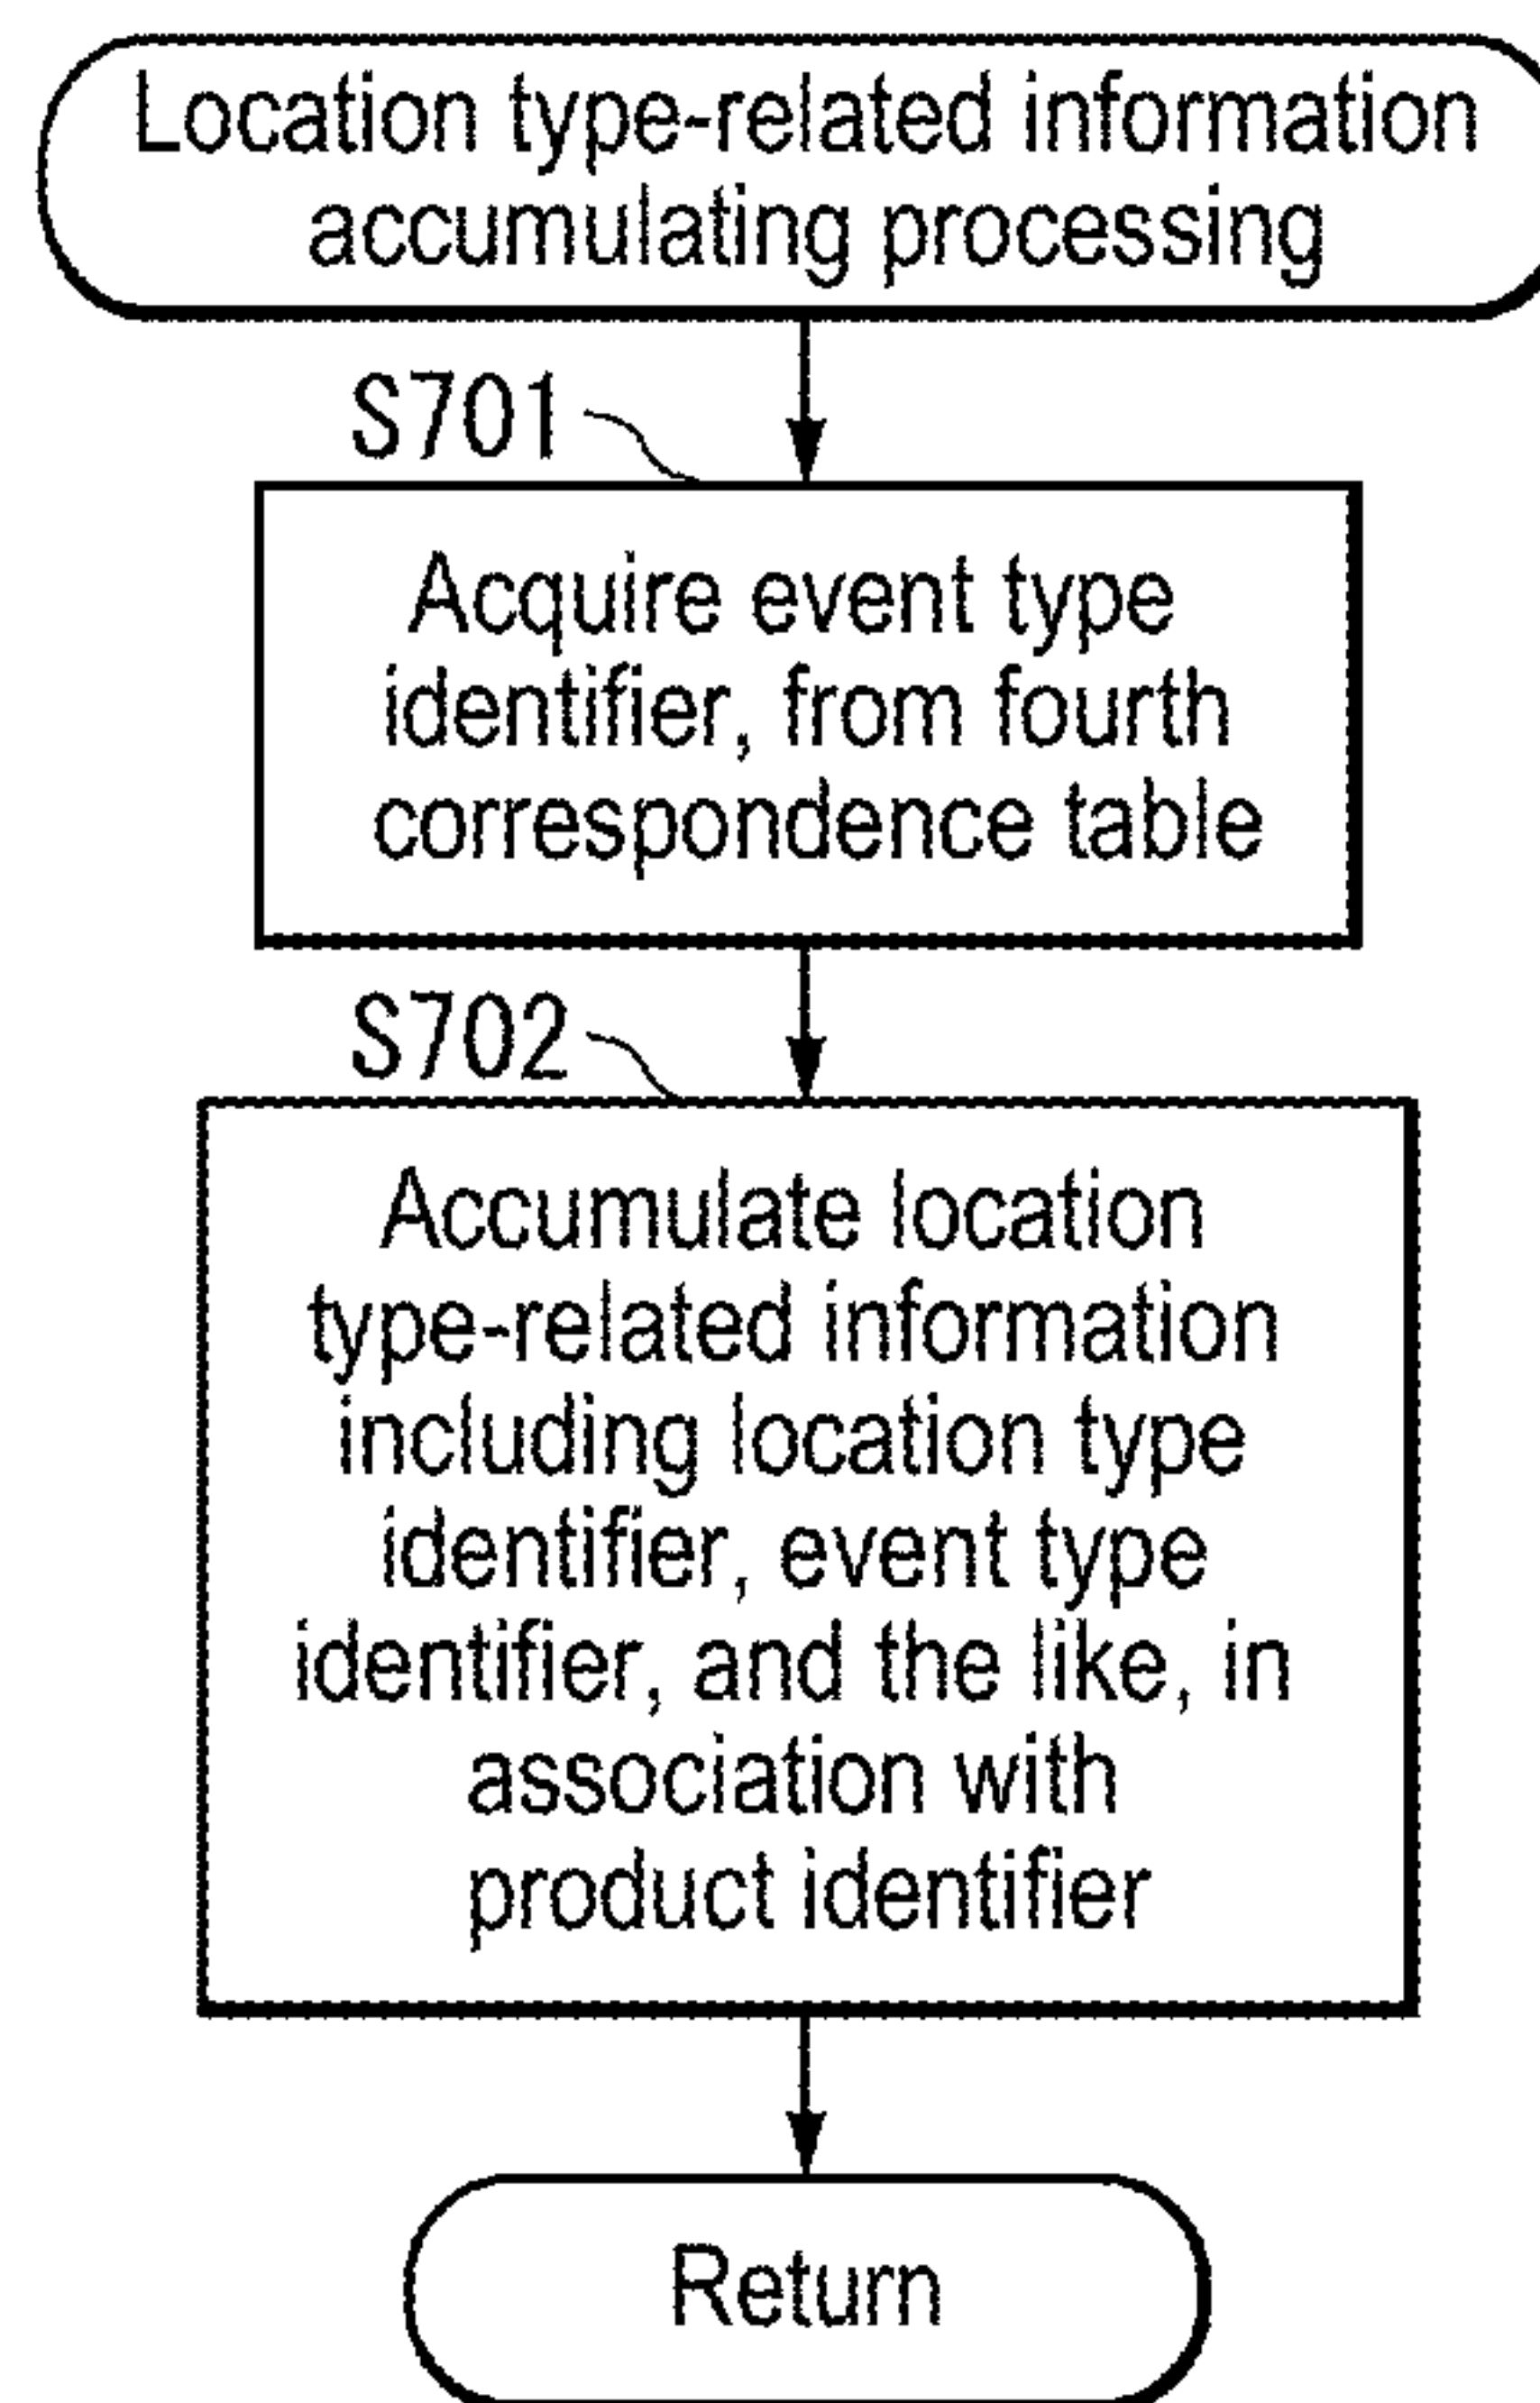 Location type-related information
accumulating processing
S701
Acquire event type
identifier, from fourth
correspondence table
S702
Accumulate location
type-related information
including location type
identifier, event type
identifier, and the like, in
association with
product identifier
Return